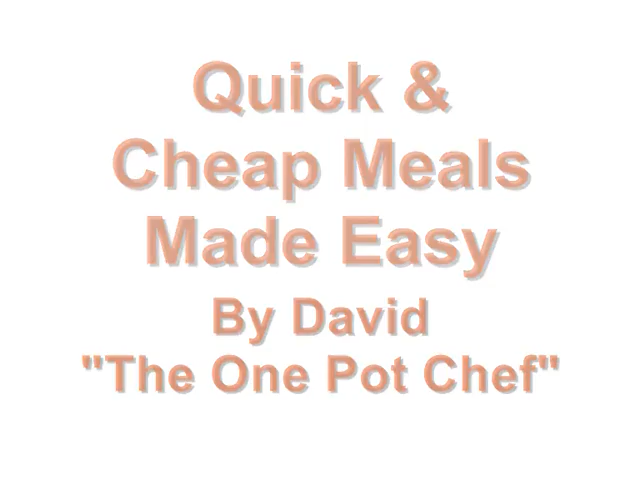 Quick &
Cheap Meals
Made Easy
By David
"The One Pot Chef"